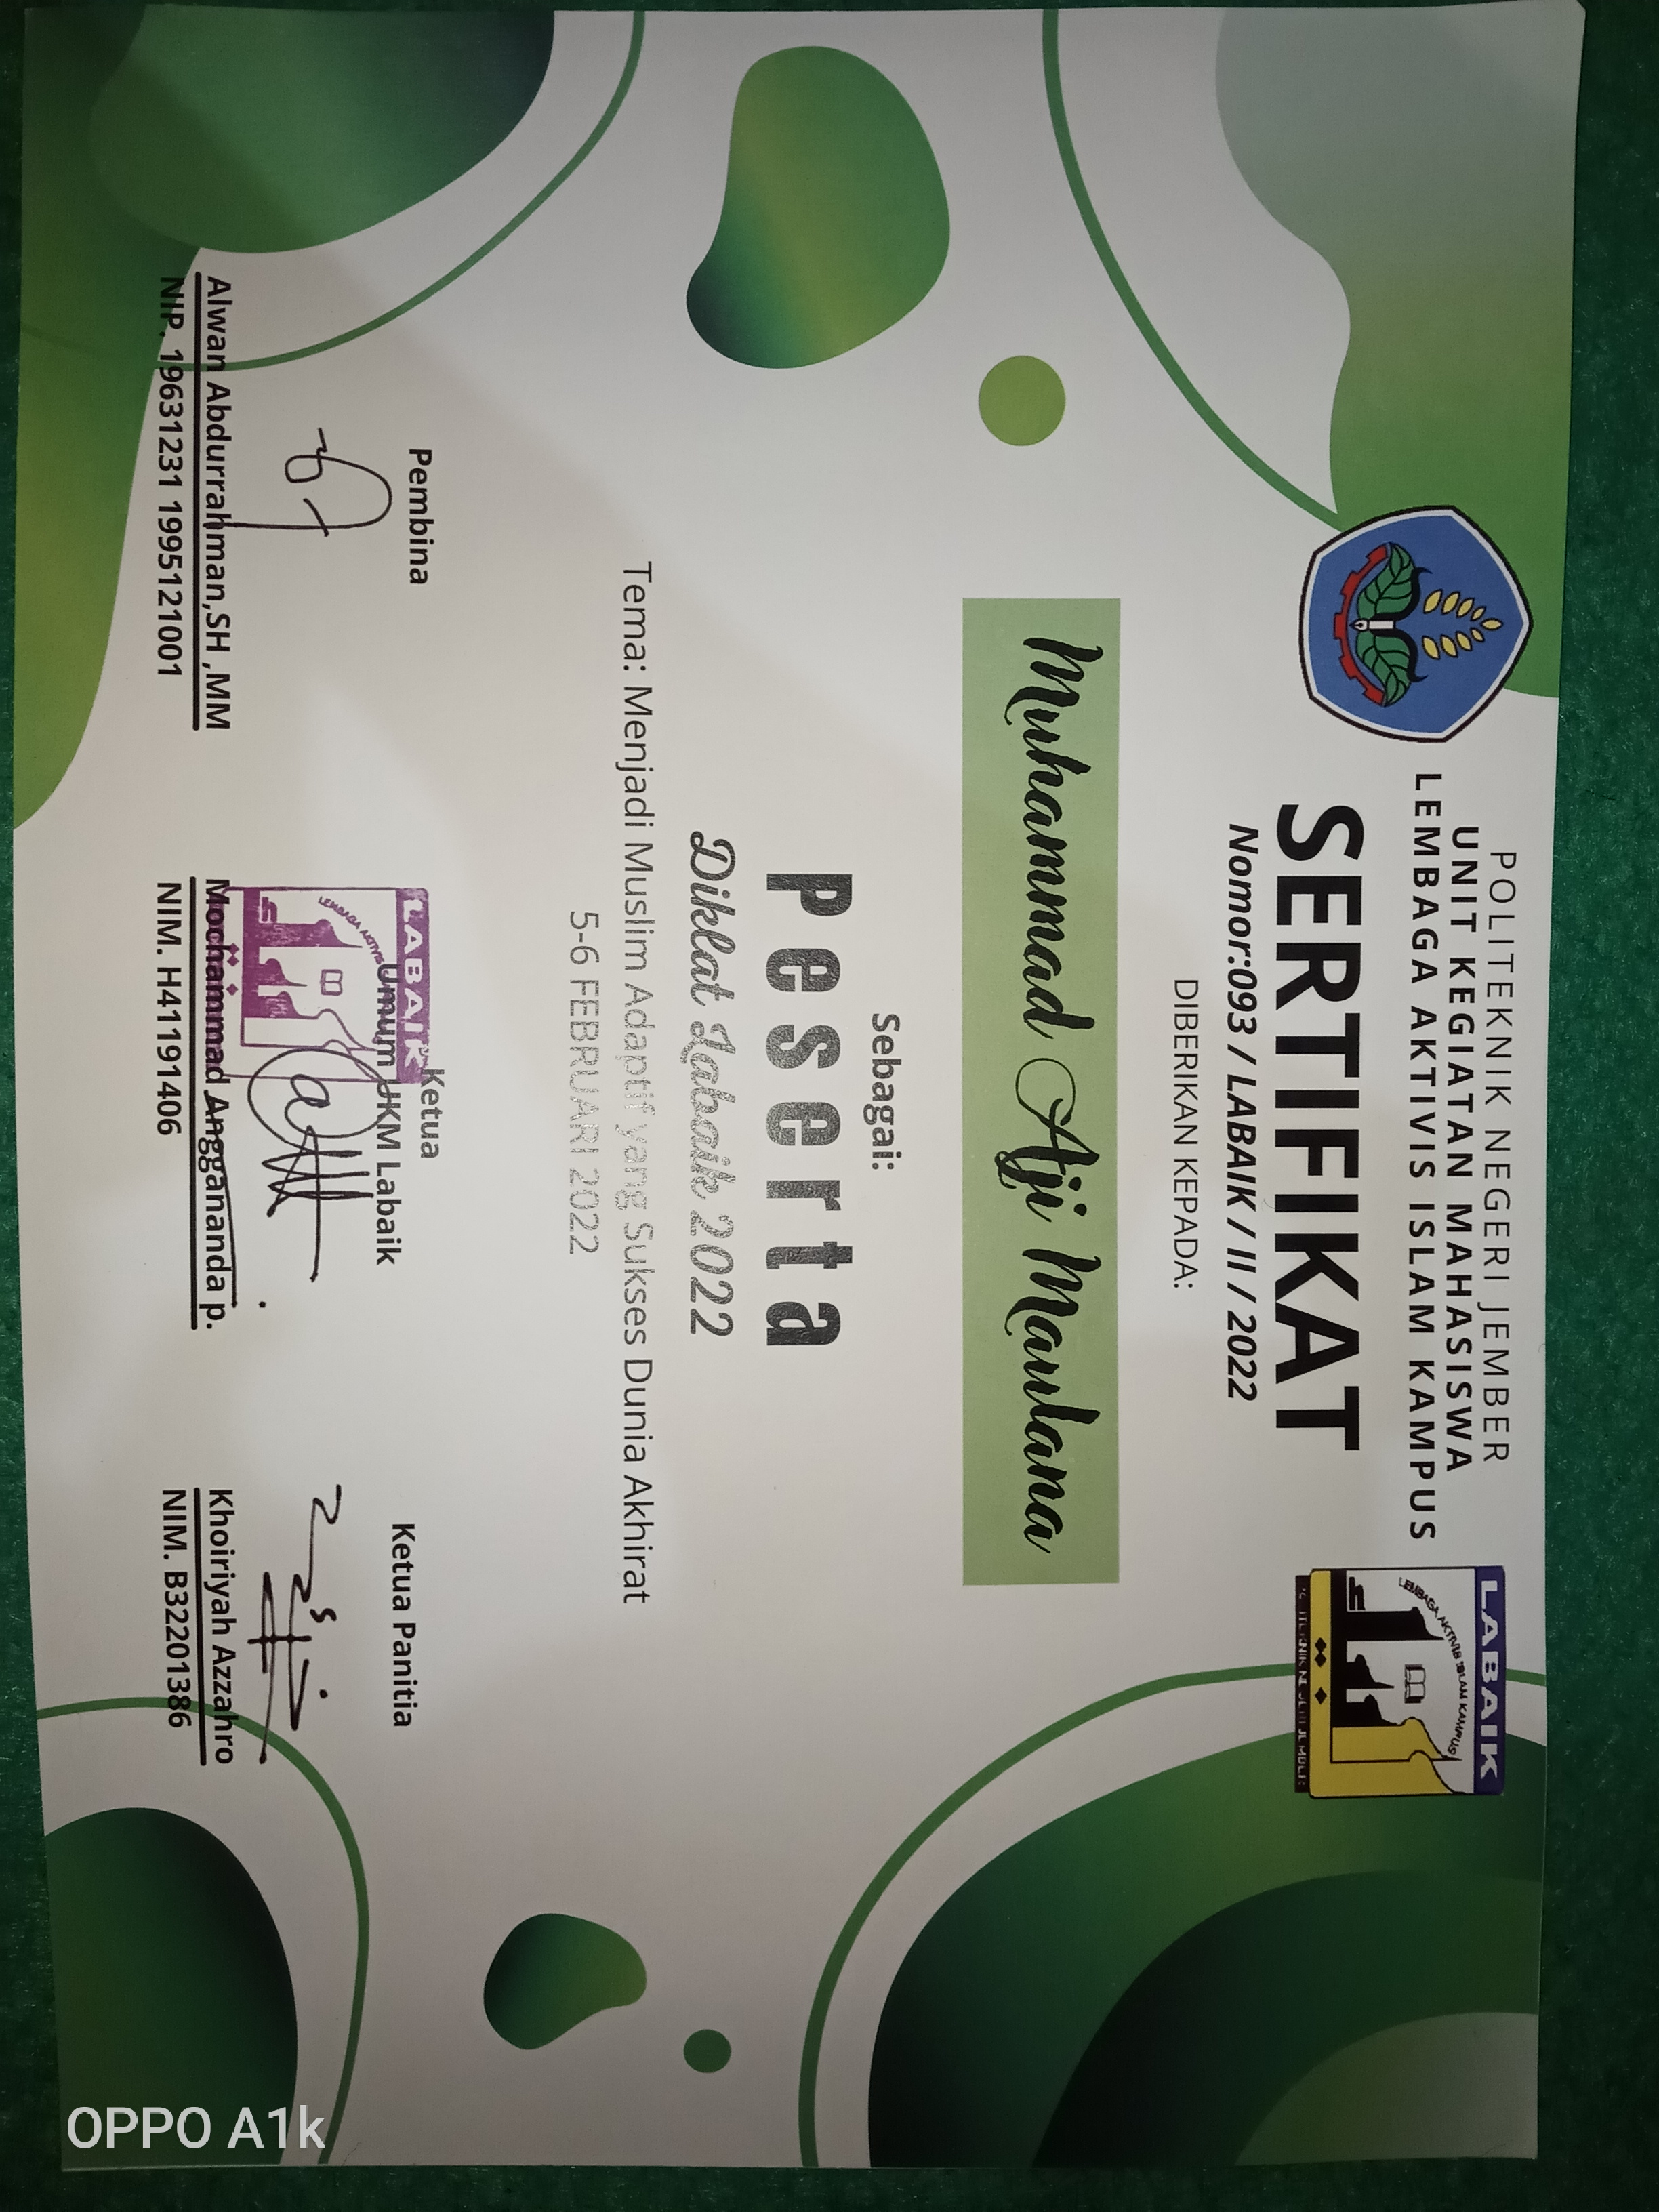 POLITEKNIK NEGERI JEMBER
UNIT KEGIATAN MAHASISWA
LEMBAGA AKTIVIS ISLAM KAMPUS
LABAIK
LEMBAGA AKTIVIS ISLAM KAMPUS
POLITEKNIK NEGERI JEMBER
SERTIFIKAT
Nomor:093 / LABAIK / II / 2022
DIBERIKAN KEPADA:
Muhammad Aji Maulana
Sebagai:
Peserta
Diklat Labaik 2022
Tema: Menjadi Muslim Adaptif yang Sukses Dunia Akhirat
5-6 FEBRUARI 2022
Pembina
Alwan Abdurrahman,SH ,MM
NIP. 19631231 1995121001
Ketua
Umum UKM Labaik
LABAIK
LEMBAGA AKTIVIS
Mochammad Anggananda p.
NIM. H41191406
Ketua Panitia
Khoiriyah Azzahro
NIM. B32201386
OPPO A1k